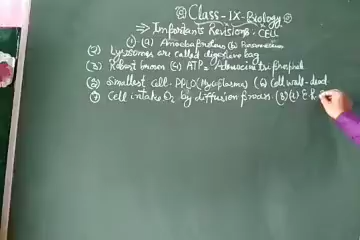 Class-IX-Biology
⇒ Important Revisions - CELL
(1) (a) Amoeba (b) Paramecium
(2) Lysosomes are called digestive bag
(3) Robert Brown (4) ATP = Adenosine tri phosphate
(5) Smallest cell - PPLO (Mycoplasma) (6) Cell wall - dead
(7) Cell intake O₂ by diffusion process. (8) (i) E.R.